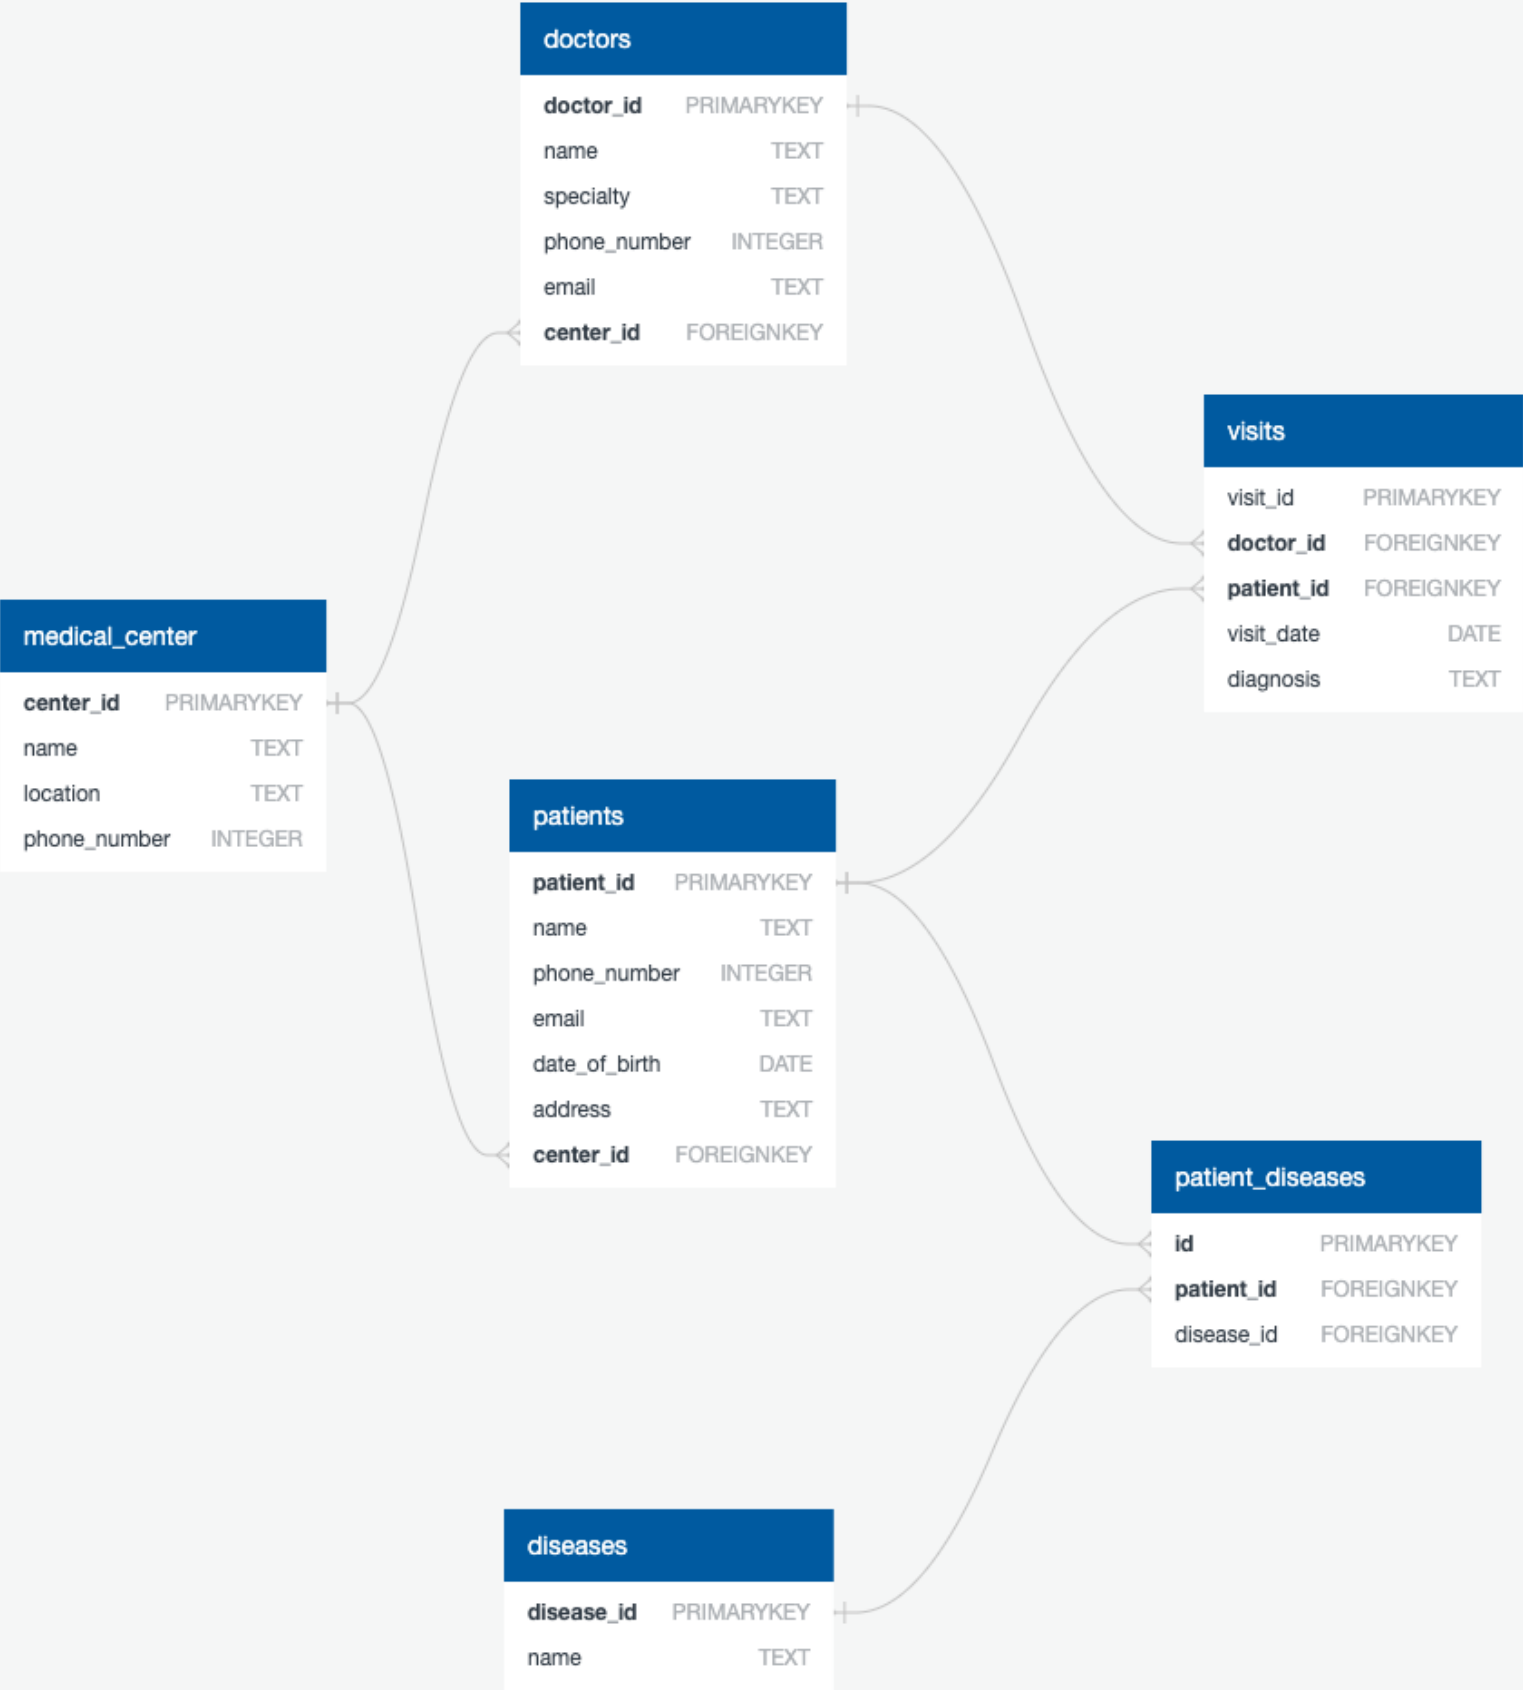 doctors
doctor_id PRIMARYKEY
name TEXT
specialty TEXT
phone_number INTEGER
email TEXT
center_id FOREIGNKEY
visits
visit_id PRIMARYKEY
doctor_id FOREIGNKEY
patient_id FOREIGNKEY
visit_date DATE
diagnosis TEXT
medical_center
center_id PRIMARYKEY
name TEXT
location TEXT
phone_number INTEGER
patients
patient_id PRIMARYKEY
name TEXT
phone_number INTEGER
email TEXT
date_of_birth DATE
address TEXT
center_id FOREIGNKEY
patient_diseases
id PRIMARYKEY
patient_id FOREIGNKEY
disease_id FOREIGNKEY
diseases
disease_id PRIMARYKEY
name TEXT